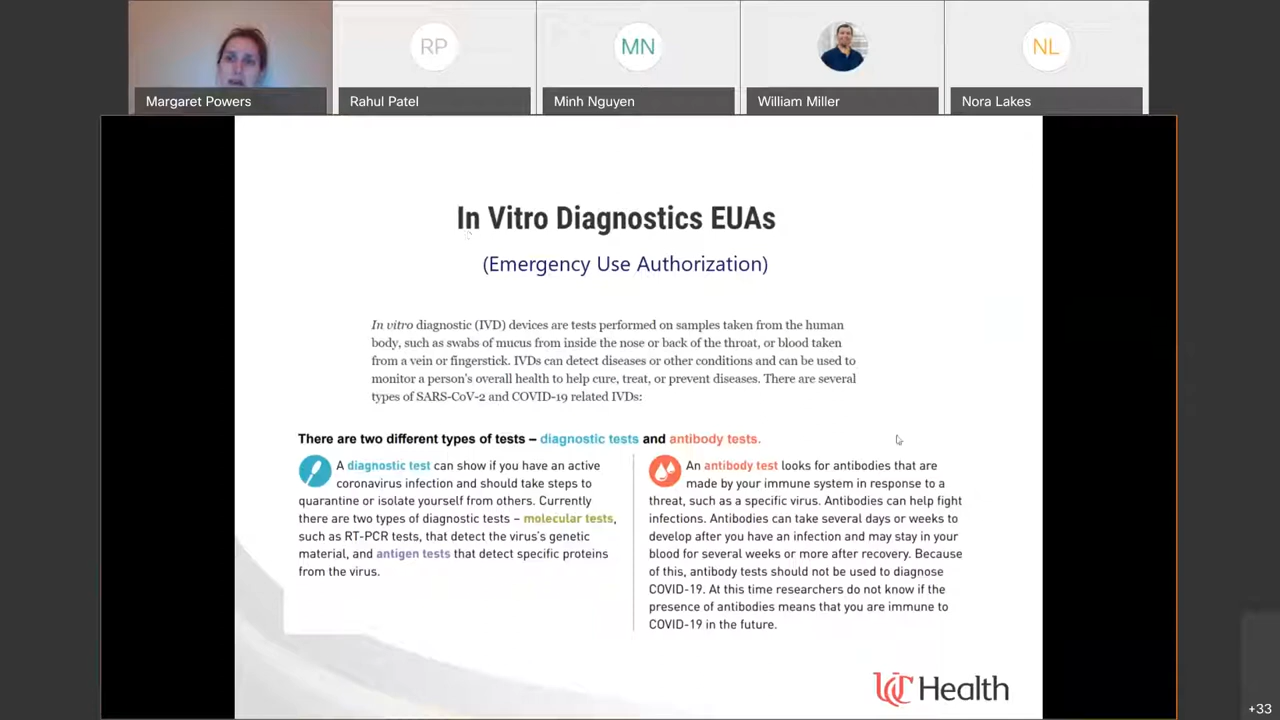 RP
MN
NL
Margaret Powers
Rahul Patel
Minh Nguyen
William Miller
Nora Lakes
In Vitro Diagnostics EUAs
(Emergency Use Authorization)
In vitro diagnostic (IVD) devices are tests performed on samples taken from the human
body, such as swabs of mucus from inside the nose or back of the throat, or blood taken
from a vein or fingerstick. IVDs can detect diseases or other conditions and can be used to
monitor a person's overall health to help cure, treat, or prevent diseases. There are several
types of SARS-CoV-2 and COVID-19 related IVDs:
There are two different types of tests – diagnostic tests and antibody tests.
A diagnostic test can show if you have an active
coronavirus infection and should take steps to
quarantine or isolate yourself from others. Currently
there are two types of diagnostic tests – molecular tests,
such as RT-PCR tests, that detect the virus's genetic
material, and antigen tests that detect specific proteins
from the virus.
An antibody test looks for antibodies that are
made by your immune system in response to a
threat, such as a specific virus. Antibodies can help fight
infections. Antibodies can take several days or weeks to
develop after you have an infection and may stay in your
blood for several weeks or more after recovery. Because
of this, antibody tests should not be used to diagnose
COVID-19. At this time researchers do not know if the
presence of antibodies means that you are immune to
COVID-19 in the future.
UC Health
+33